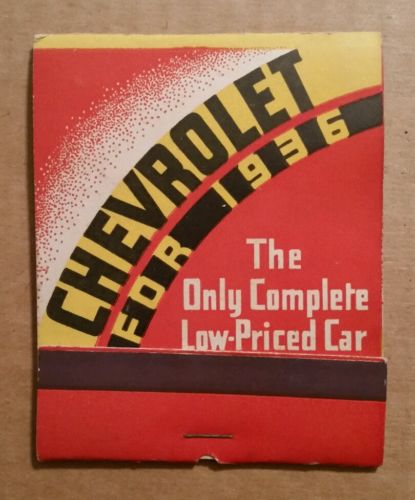 CHEVROLET
FOR 1936
The
Only Complete
Low-Priced Car